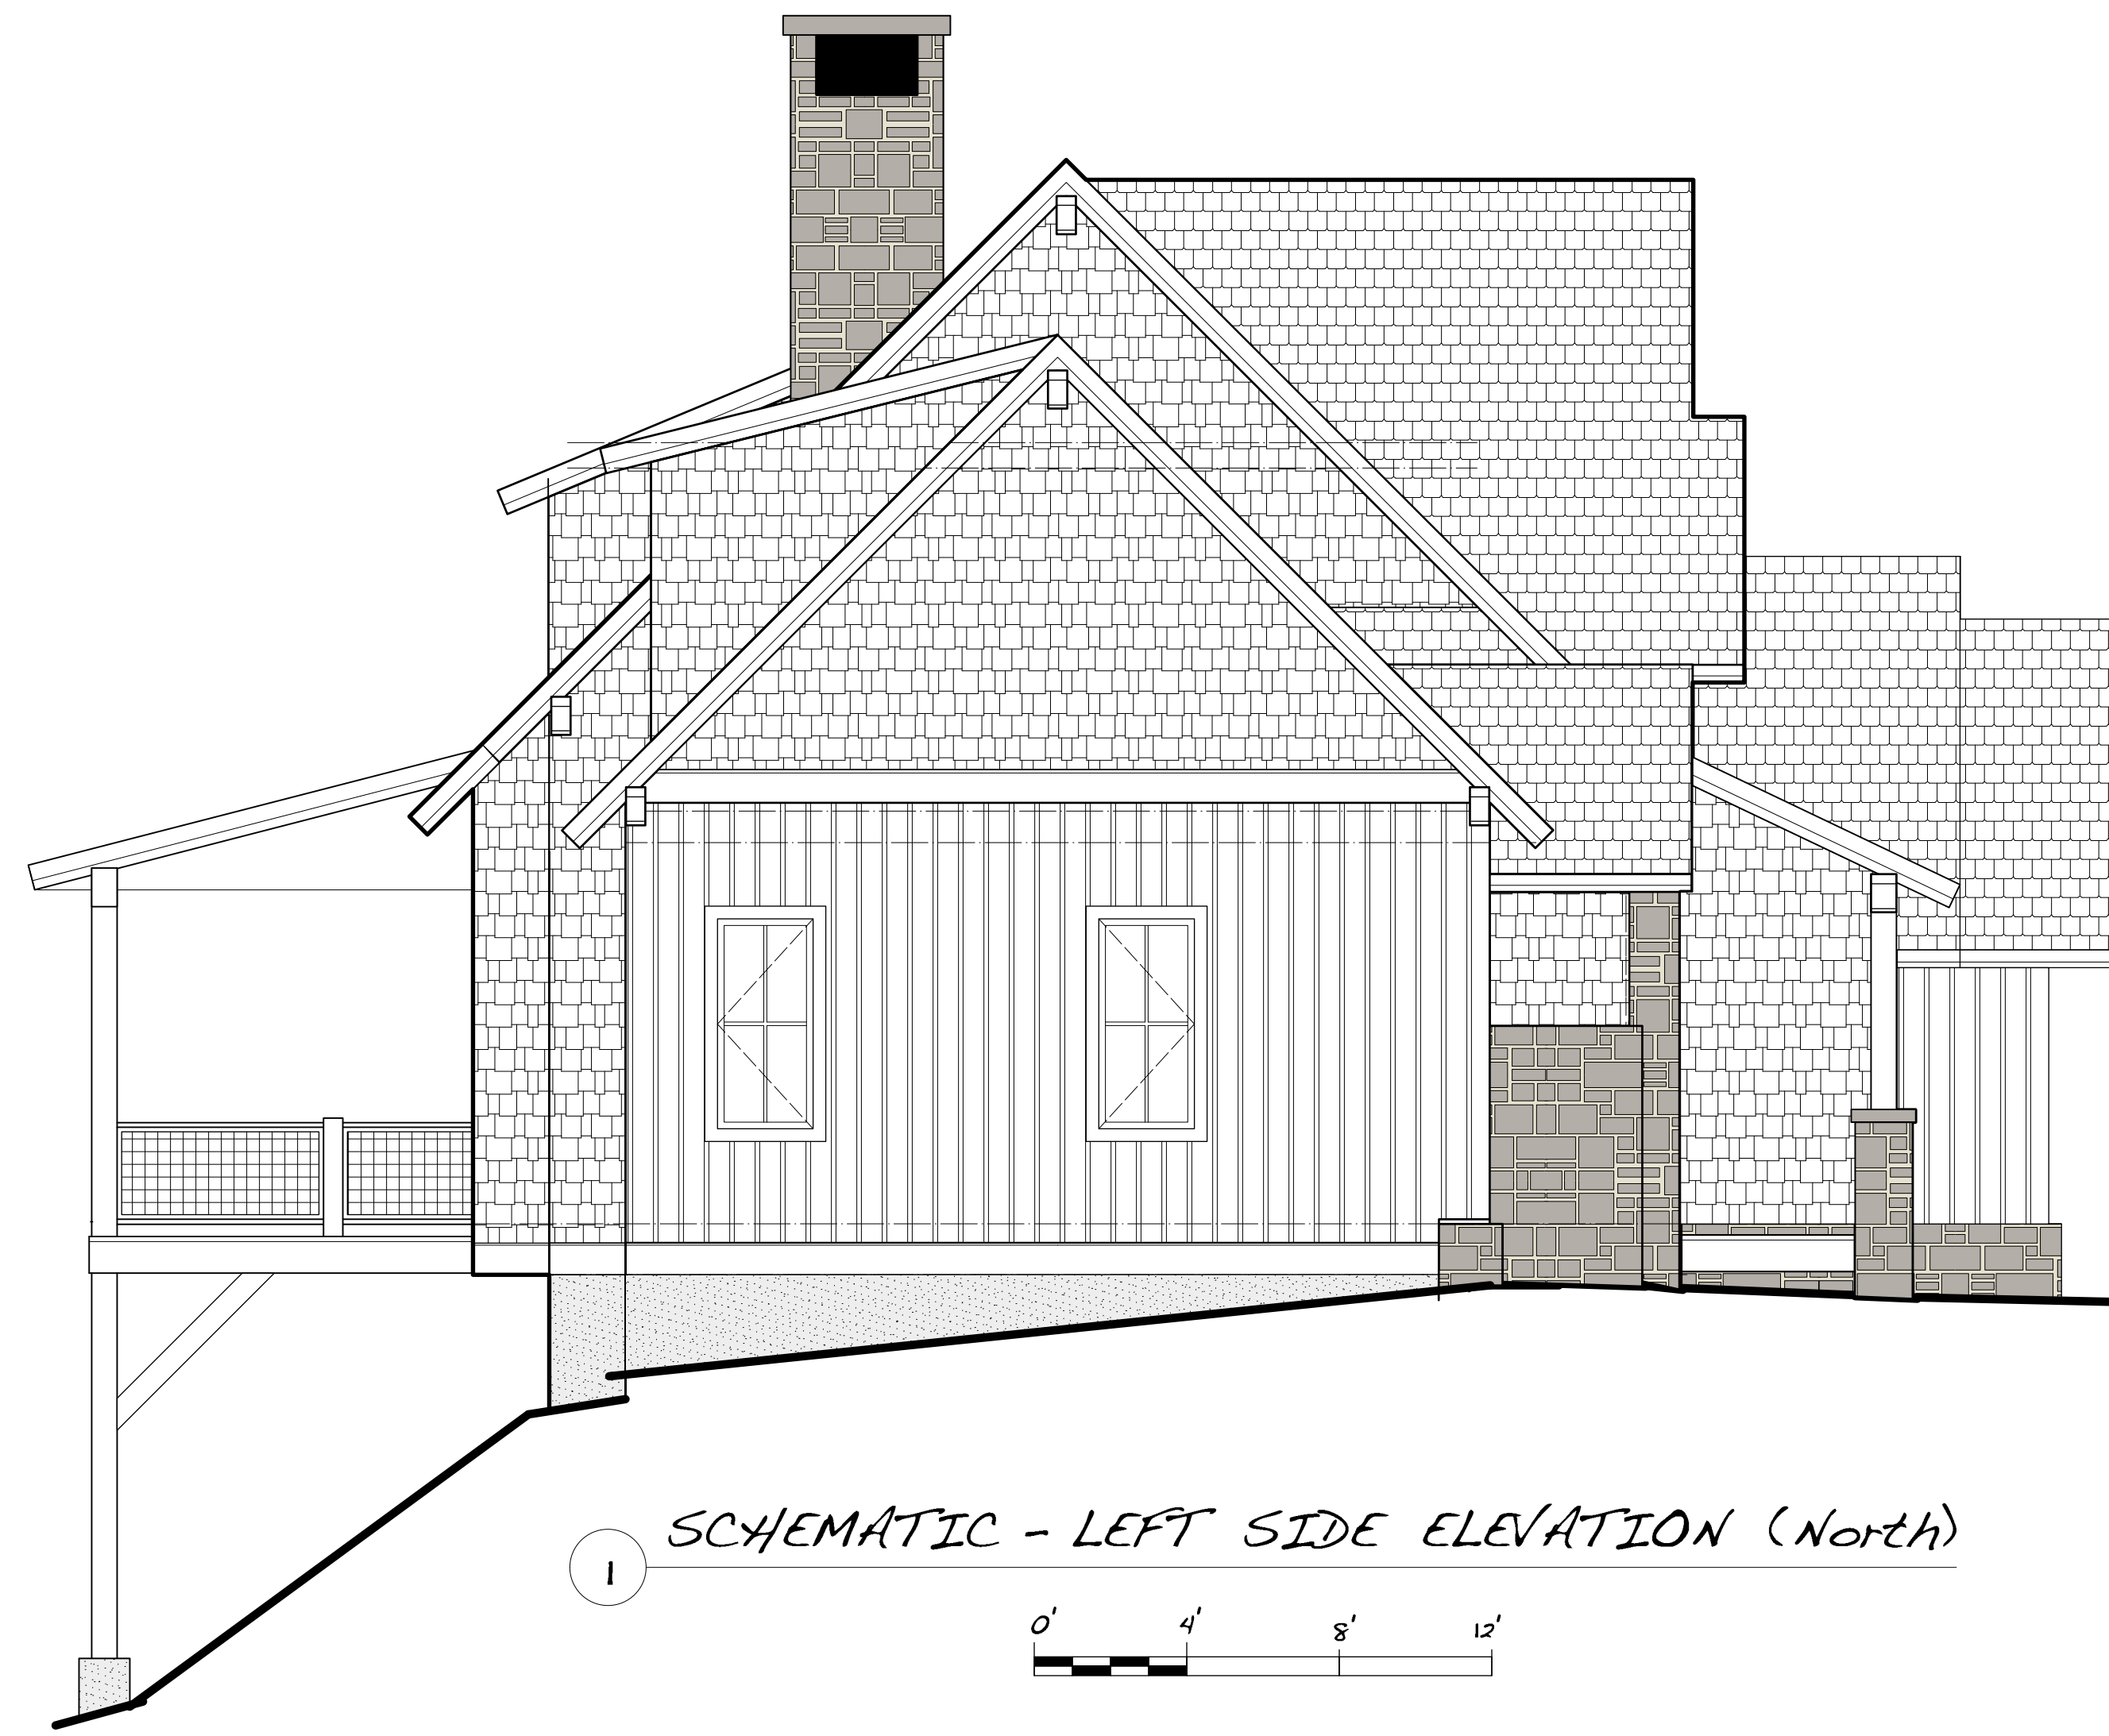 SCHEMATIC - LEFT SIDE ELEVATION (North)
1
0' 4' 8' 12'